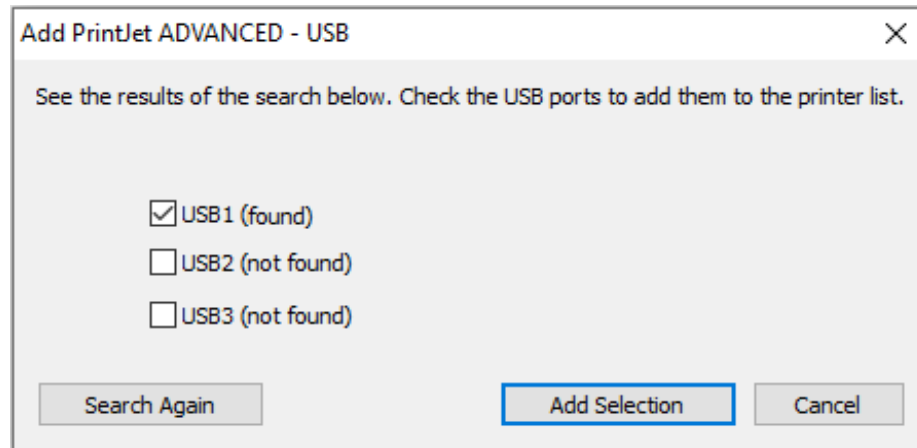 Add PrintJet ADVANCED - USB
See the results of the search below. Check the USB ports to add them to the printer list.
USB1 (found)
USB2 (not found)
USB3 (not found)
Search Again
Add Selection
Cancel